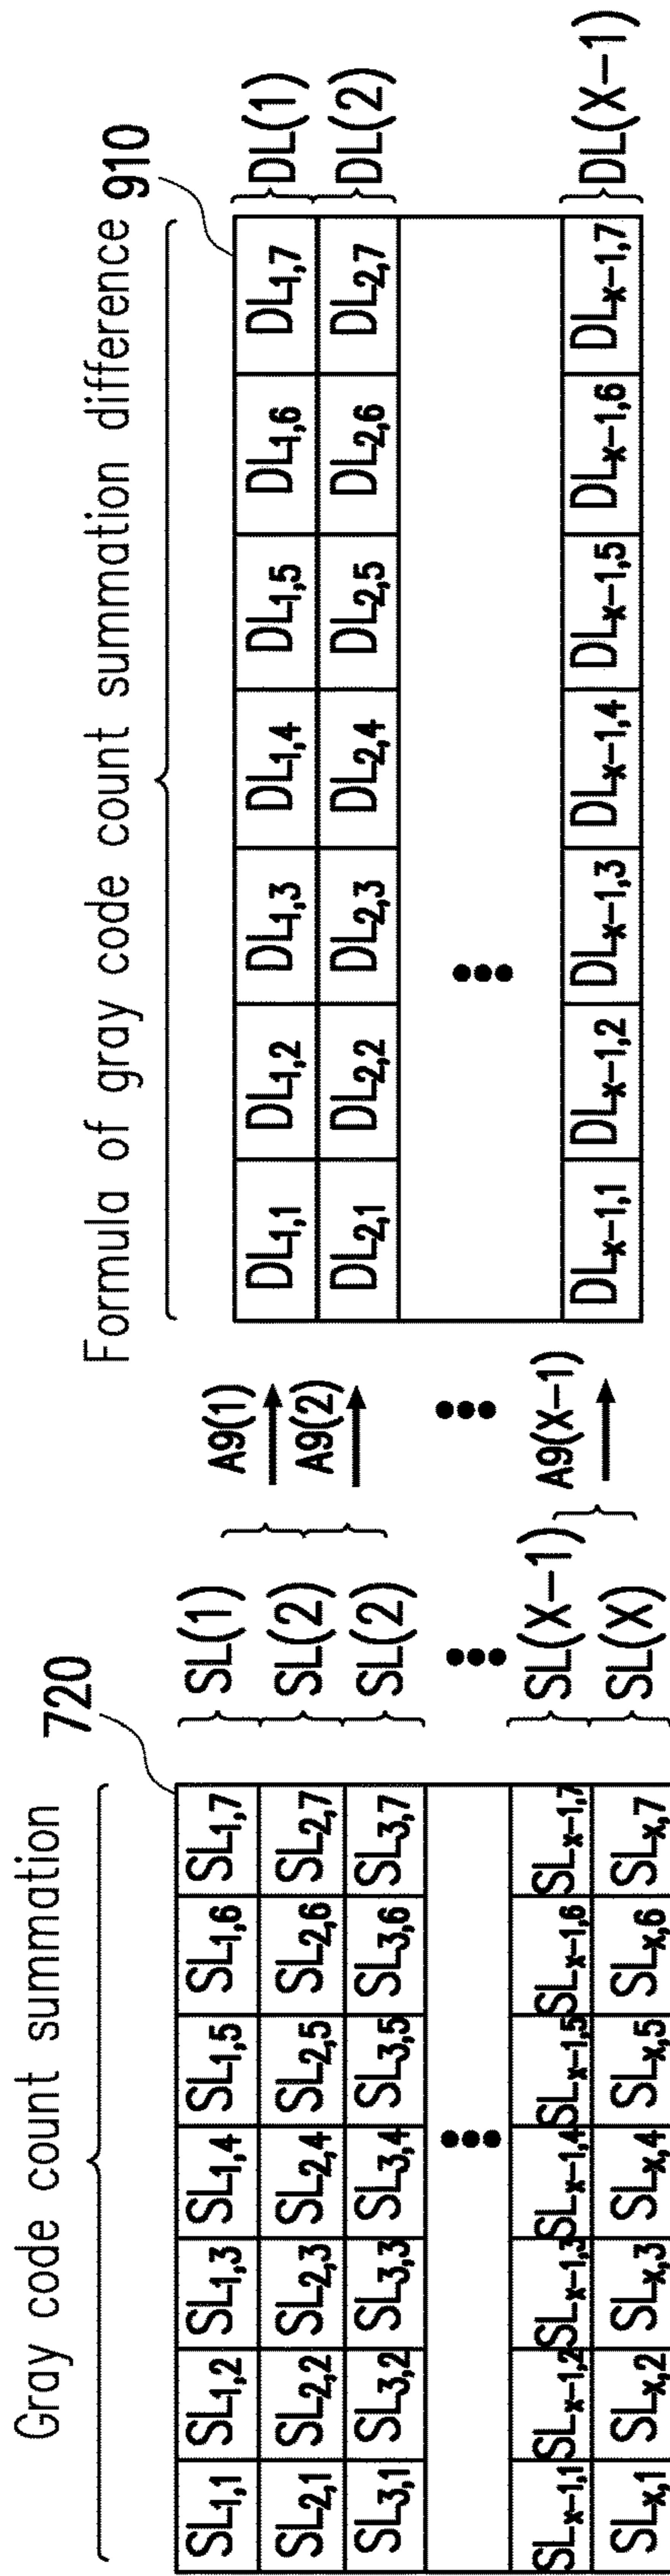 Gray code count summation
720
SL1,1 SL1,2 SL1,3 SL1,4 SL1,5 SL1,6 SL1,7 SL(1)
SL2,1 SL2,2 SL2,3 SL2,4 SL2,5 SL2,6 SL2,7 SL(2)
SL3,1 SL3,2 SL3,3 SL3,4 SL3,5 SL3,6 SL3,7 SL(2)
SLx-1,1 SLx-1,2 SLx-1,3 SLx-1,4 SLx-1,5 SLx-1,6 SLx-1,7 SL(X-1)
SLx,1 SLx,2 SLx,3 SLx,4 SLx,5 SLx,6 SLx,7 SL(X)
A9(1)
A9(2)
A9(X-1)
Formula of gray code count summation difference
910
DL1,1 DL1,2 DL1,3 DL1,4 DL1,5 DL1,6 DL1,7 DL(1)
DL2,1 DL2,2 DL2,3 DL2,4 DL2,5 DL2,6 DL2,7 DL(2)
DLx-1,1 DLx-1,2 DLx-1,3 DLx-1,4 DLx-1,5 DLx-1,6 DLx-1,7 DL(X-1)